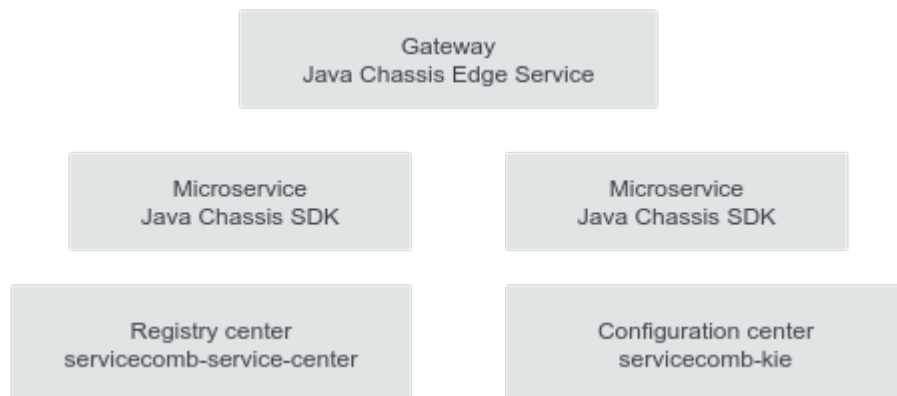 Gateway
Java Chassis Edge Service
Microservice
Java Chassis SDK
Microservice
Java Chassis SDK
Registry center
servicecomb-service-center
Configuration center
servicecomb-kie